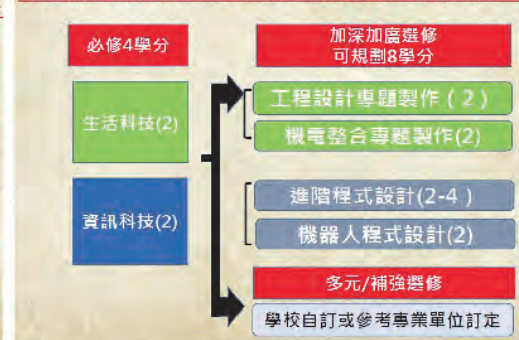 必修4學分
加深加廣選修
可規劃8學分
生活科技(2)
工程設計專題製作(2)
機電整合專題製作(2)
資訊科技(2)
進階程式設計(2-4)
機器人程式設計(2)
多元/補強選修
學校自訂或參考專業單位訂定